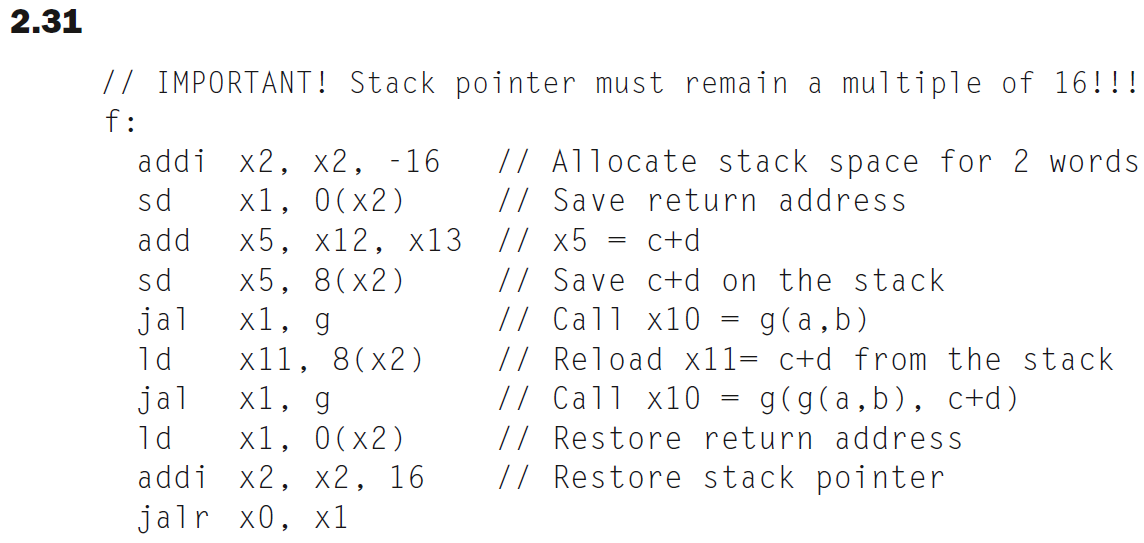 2.31
// IMPORTANT! Stack pointer must remain a multiple of 16!!!
f:
addi x2, x2, -16 // Allocate stack space for 2 words
sd x1, 0(x2) // Save return address
add x5, x12, x13 // x5 = c+d
sd x5, 8(x2) // Save c+d on the stack
jal x1, g // Call x10 = g(a,b)
ld x11, 8(x2) // Reload x11= c+d from the stack
jal x1, g // Call x10 = g(g(a,b), c+d)
ld x1, 0(x2) // Restore return address
addi x2, x2, 16 // Restore stack pointer
jalr x0, x1